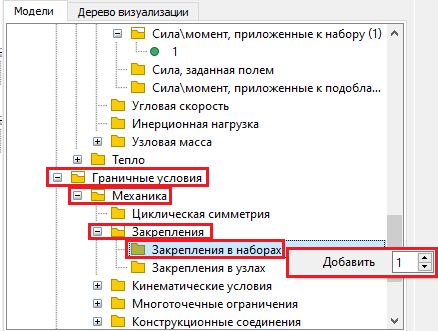 Модели
Дерево визуализации
Сила\момент, приложенные к набору (1)
1
Сила, заданная полем
Сила\момент, приложенные к подобла...
Угловая скорость
Инерционная нагрузка
Узловая масса
Тепло
Граничные условия
Механика
Циклическая симметрия
Закрепления
Закрепления в наборах
Добавить 1
Закрепления в узлах
Кинематические условия
Многоточечные ограничения
Конструкционные соединения